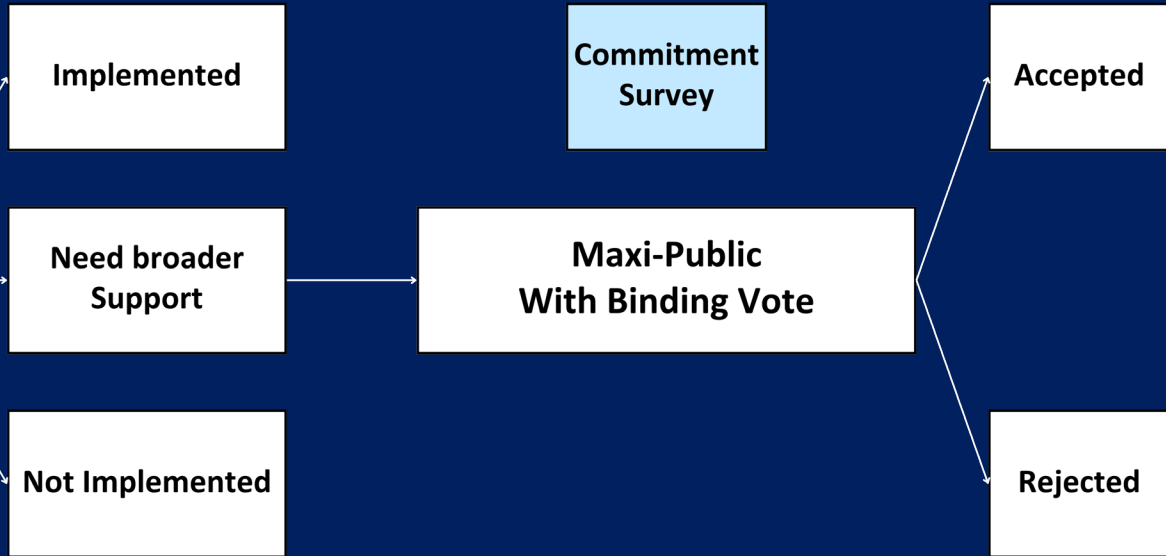 Implemented
Commitment
Survey
Accepted
Need broader
Support
Maxi-Public
With Binding Vote
Not Implemented
Rejected